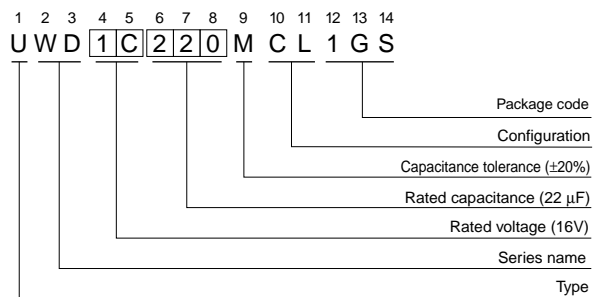 1 2 3 4 5 6 7 8 9 10 11 12 13 14
U W D 1 C 2 2 0 M C L 1 G S
Package code
Configuration
Capacitance tolerance (±20%)
Rated capacitance (22 μF)
Rated voltage (16V)
Series name
Type